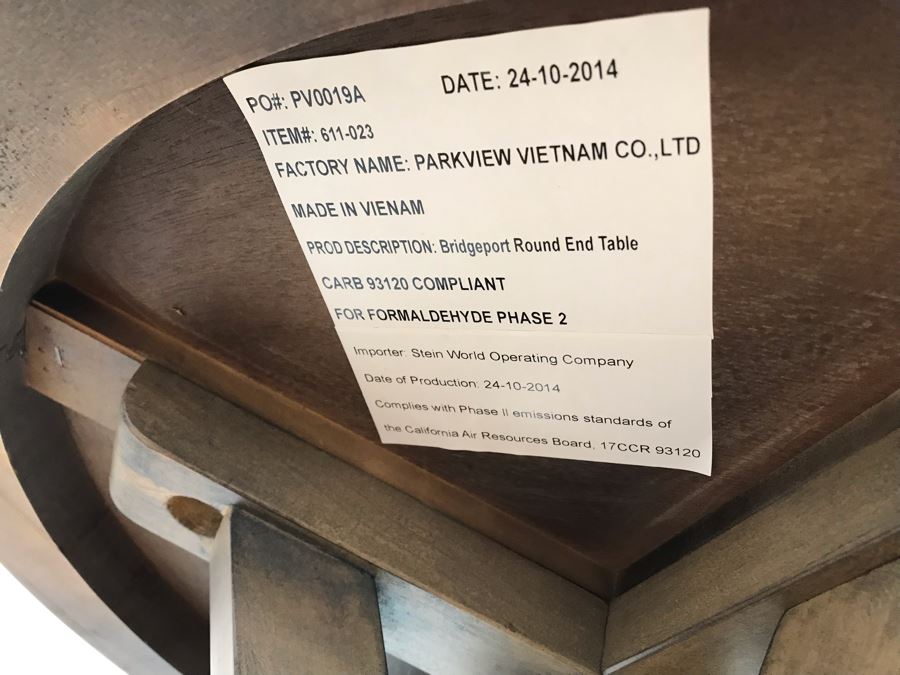 PO#: PV0019A DATE: 24-10-2014
ITEM#: 611-023
FACTORY NAME: PARKVIEW VIETNAM CO.,LTD
MADE IN VIENAM
PROD DESCRIPTION: Bridgeport Round End Table
CARB 93120 COMPLIANT
FOR FORMALDEHYDE PHASE 2
Importer: Stein World Operating Company
Date of Production: 24-10-2014
Complies with Phase II emissions standards of
the California Air Resources Board, 17CCR 93120